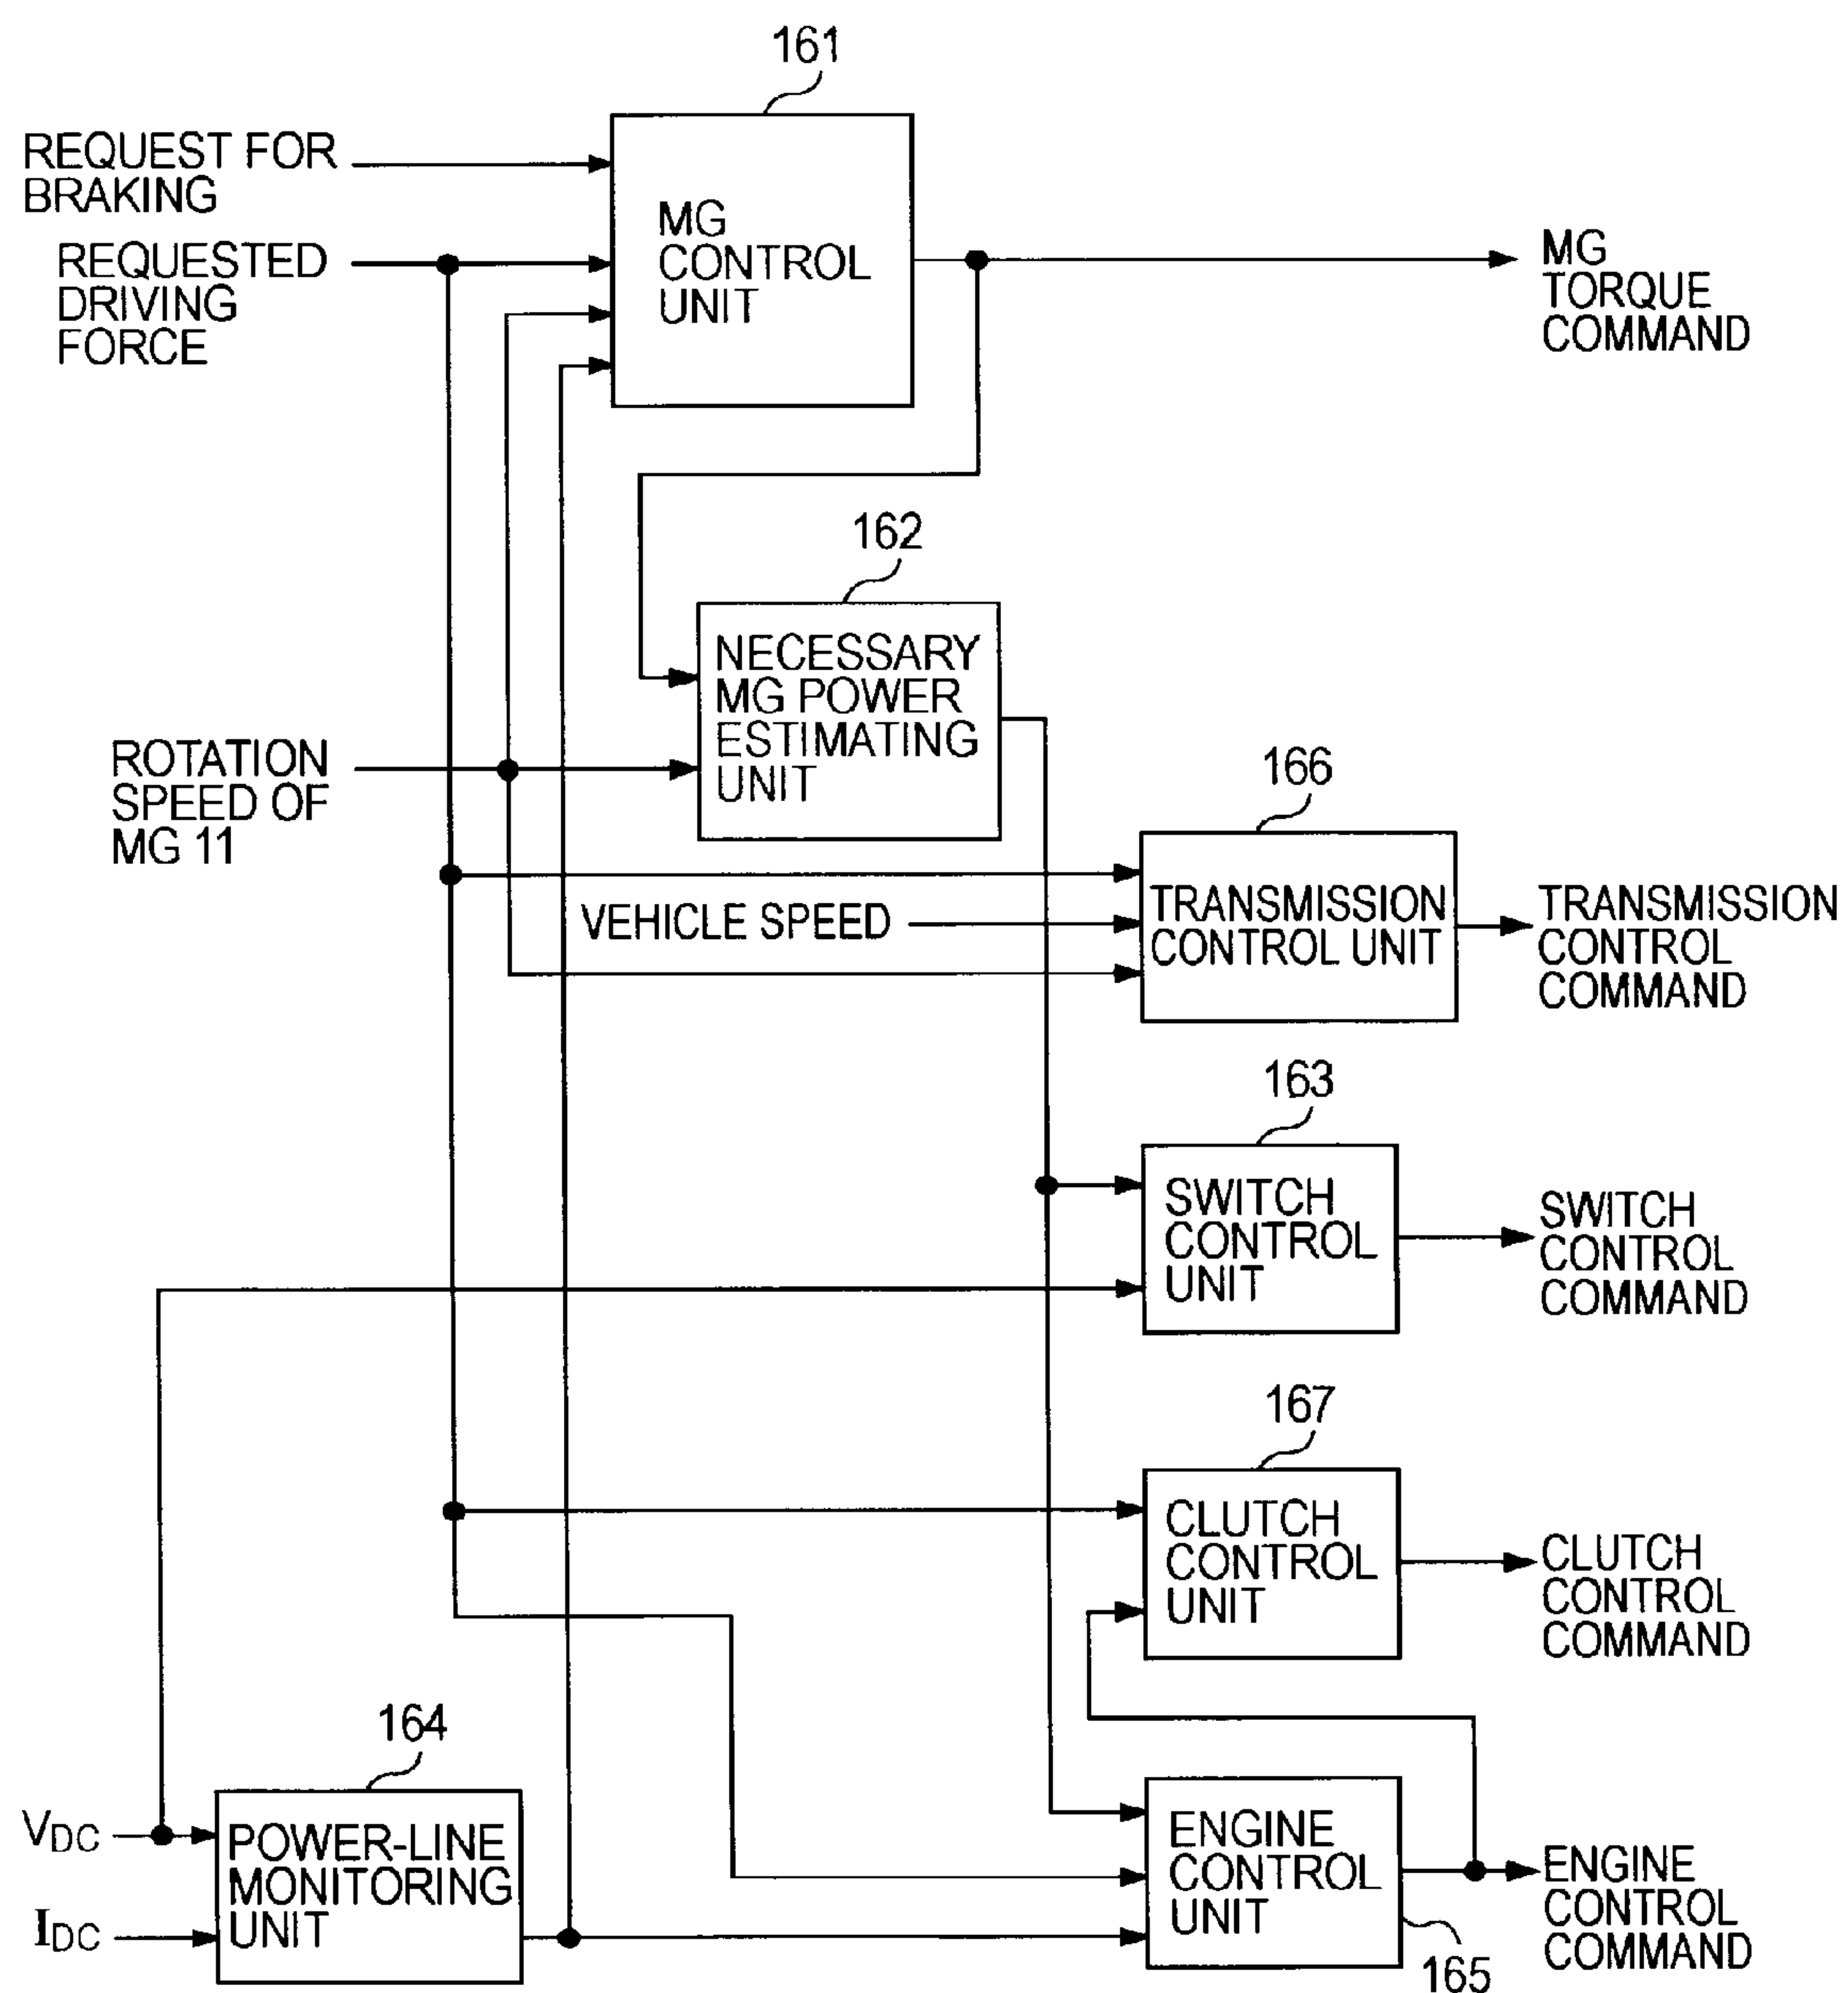 161
REQUEST FOR
BRAKING
REQUESTED
DRIVING
FORCE
MG
CONTROL
UNIT
MG
TORQUE
COMMAND
162
NECESSARY
MG POWER
ESTIMATING
UNIT
ROTATION
SPEED OF
MG 11
166
VEHICLE SPEED
TRANSMISSION
CONTROL UNIT
TRANSMISSION
CONTROL
COMMAND
163
SWITCH
CONTROL
UNIT
SWITCH
CONTROL
COMMAND
167
CLUTCH
CONTROL
UNIT
CLUTCH
CONTROL
COMMAND
164
VDC
IDC
POWER-LINE
MONITORING
UNIT
ENGINE
CONTROL
UNIT
165
ENGINE
CONTROL
COMMAND